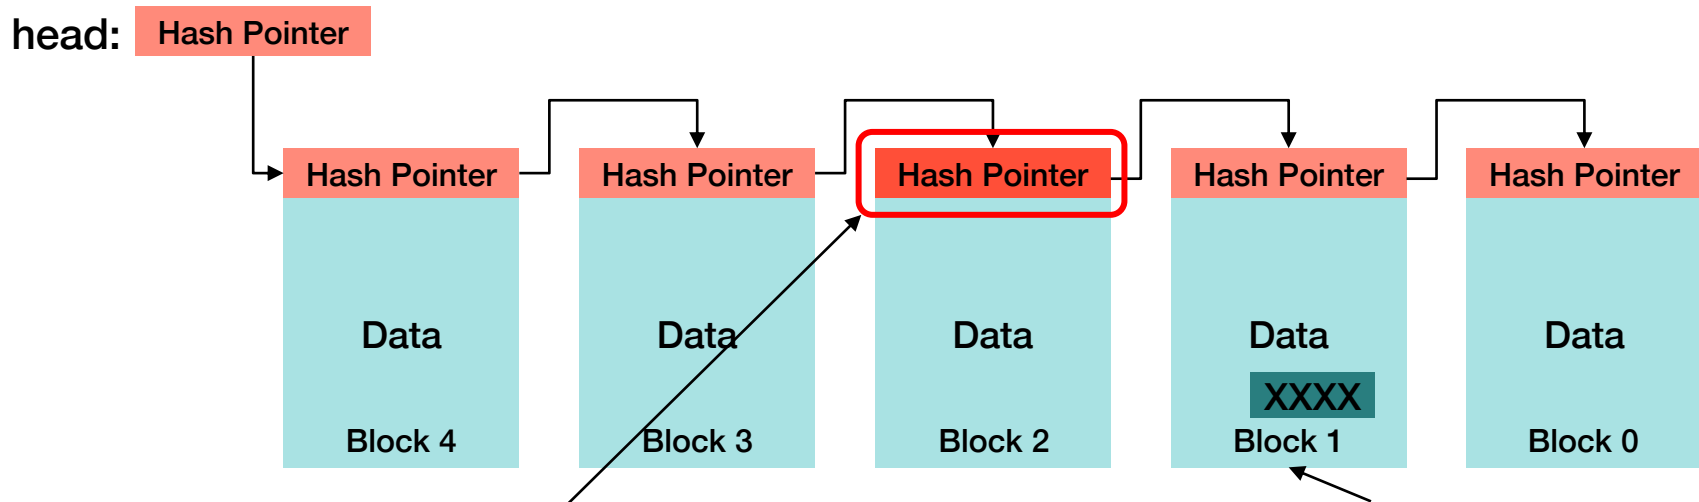 head: Hash Pointer
Hash Pointer Hash Pointer Hash Pointer Hash Pointer Hash Pointer
Data Data Data Data Data
XXXX
Block 4 Block 3 Block 2 Block 1 Block 0